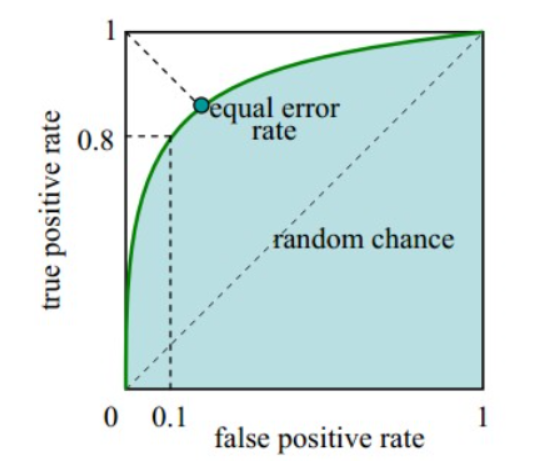 1
equal error
rate
0.8
true positive rate
random chance
0
0.1
1
false positive rate